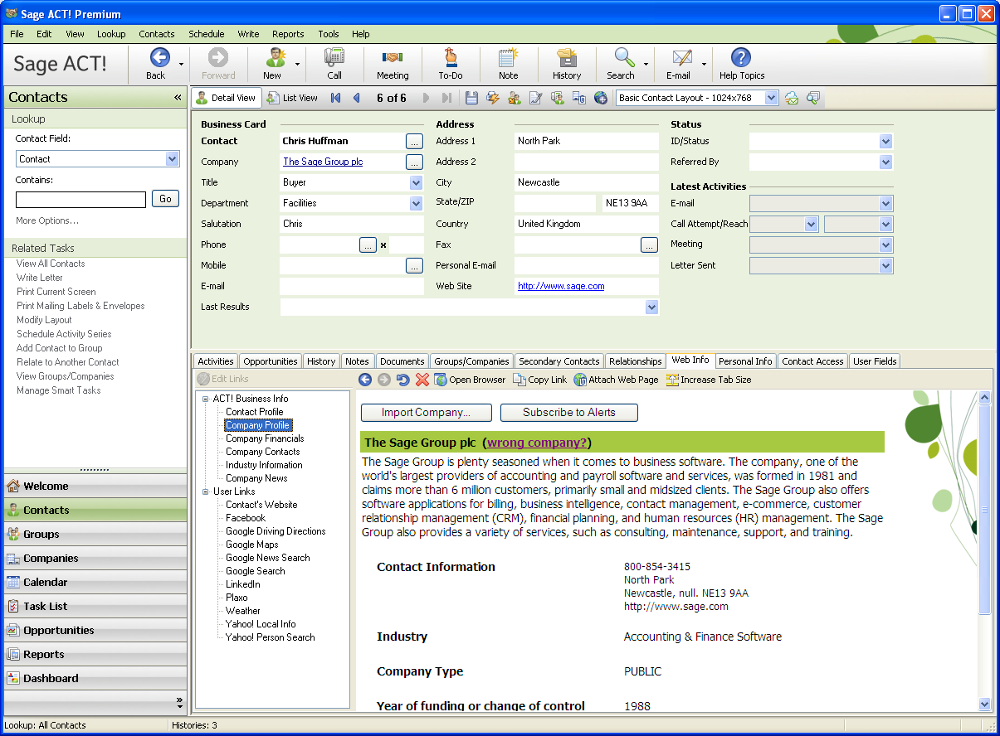 Sage ACT! Premium
File Edit View Lookup Contacts Schedule Write Reports Tools Help
Sage ACT!
Back Forward New Call Meeting To-Do Note History Search E-mail Help Topics
Contacts «
Lookup
Contact Field:
Contact
Contains:
Go
More Options...
Related Tasks
View All Contacts
Write Letter
Print Current Screen
Print Mailing Labels & Envelopes
Modify Layout
Schedule Activity Series
Add Contact to Group
Relate to Another Contact
View Groups/Companies
Manage Smart Tasks
Welcome
Contacts
Groups
Companies
Calendar
Task List
Opportunities
Reports
Dashboard
»
Detail View List View 6 of 6 Basic Contact Layout - 1024x768
Business Card
Contact Chris Huffman ...
Company The Sage Group plc ...
Title Buyer
Department Facilities
Salutation Chris
Phone ... x
Mobile ...
E-mail
Last Results
Address
Address 1 North Park
Address 2
City Newcastle
State/ZIP NE13 9AA
Country United Kingdom
Fax ...
Personal E-mail
Web Site http://www.sage.com
Status
ID/Status
Referred By
Latest Activities
E-mail
Call Attempt/Reach
Meeting
Letter Sent
Activities Opportunities History Notes Documents Groups/Companies Secondary Contacts Relationships Web Info Personal Info Contact Access User Fields
Edit Links Open Browser Copy Link Attach Web Page Increase Tab Size
ACT! Business Info
Contact Profile
Company Profile
Company Financials
Company Contacts
Industry Information
Company News
User Links
Contact's Website
Facebook
Google Driving Directions
Google Maps
Google News Search
Google Search
LinkedIn
Plaxo
Weather
Yahoo! Local Info
Yahoo! Person Search
Import Company... Subscribe to Alerts
The Sage Group plc (wrong company?)
The Sage Group is plenty seasoned when it comes to business software. The company, one of the
world's largest providers of accounting and payroll software and services, was formed in 1981 and
claims more than 6 million customers, primarily small and midsized clients. The Sage Group also offers
software applications for billing, business intelligence, contact management, e-commerce, customer
relationship management (CRM), financial planning, and human resources (HR) management. The Sage
Group also provides a variety of services, such as consulting, maintenance, support, and training.
Contact Information 800-854-3415
North Park
Newcastle, null. NE13 9AA
http://www.sage.com
Industry Accounting & Finance Software
Company Type PUBLIC
Year of funding or change of control 1988
Lookup: All Contacts Histories: 3